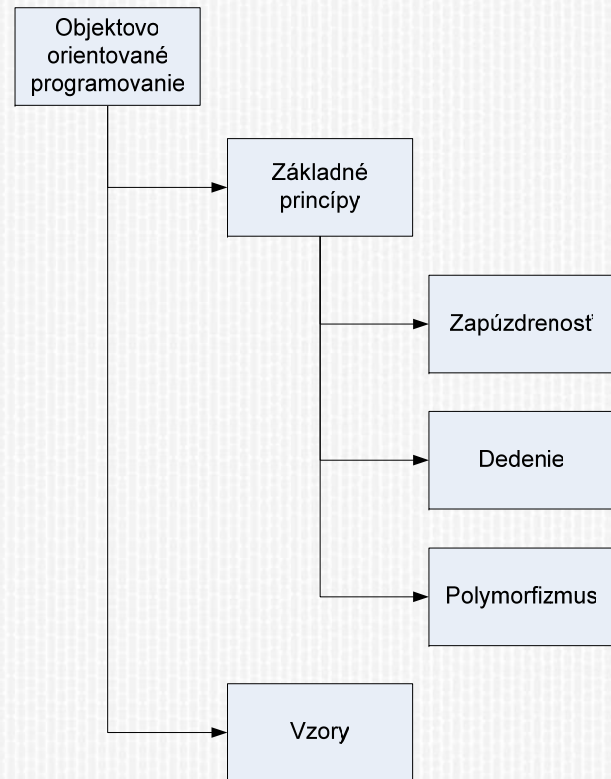 Objektovo
orientované
programovanie
Základné
princípy
Zapúzdrenosť
Dedenie
Polymorfizmus
Vzory